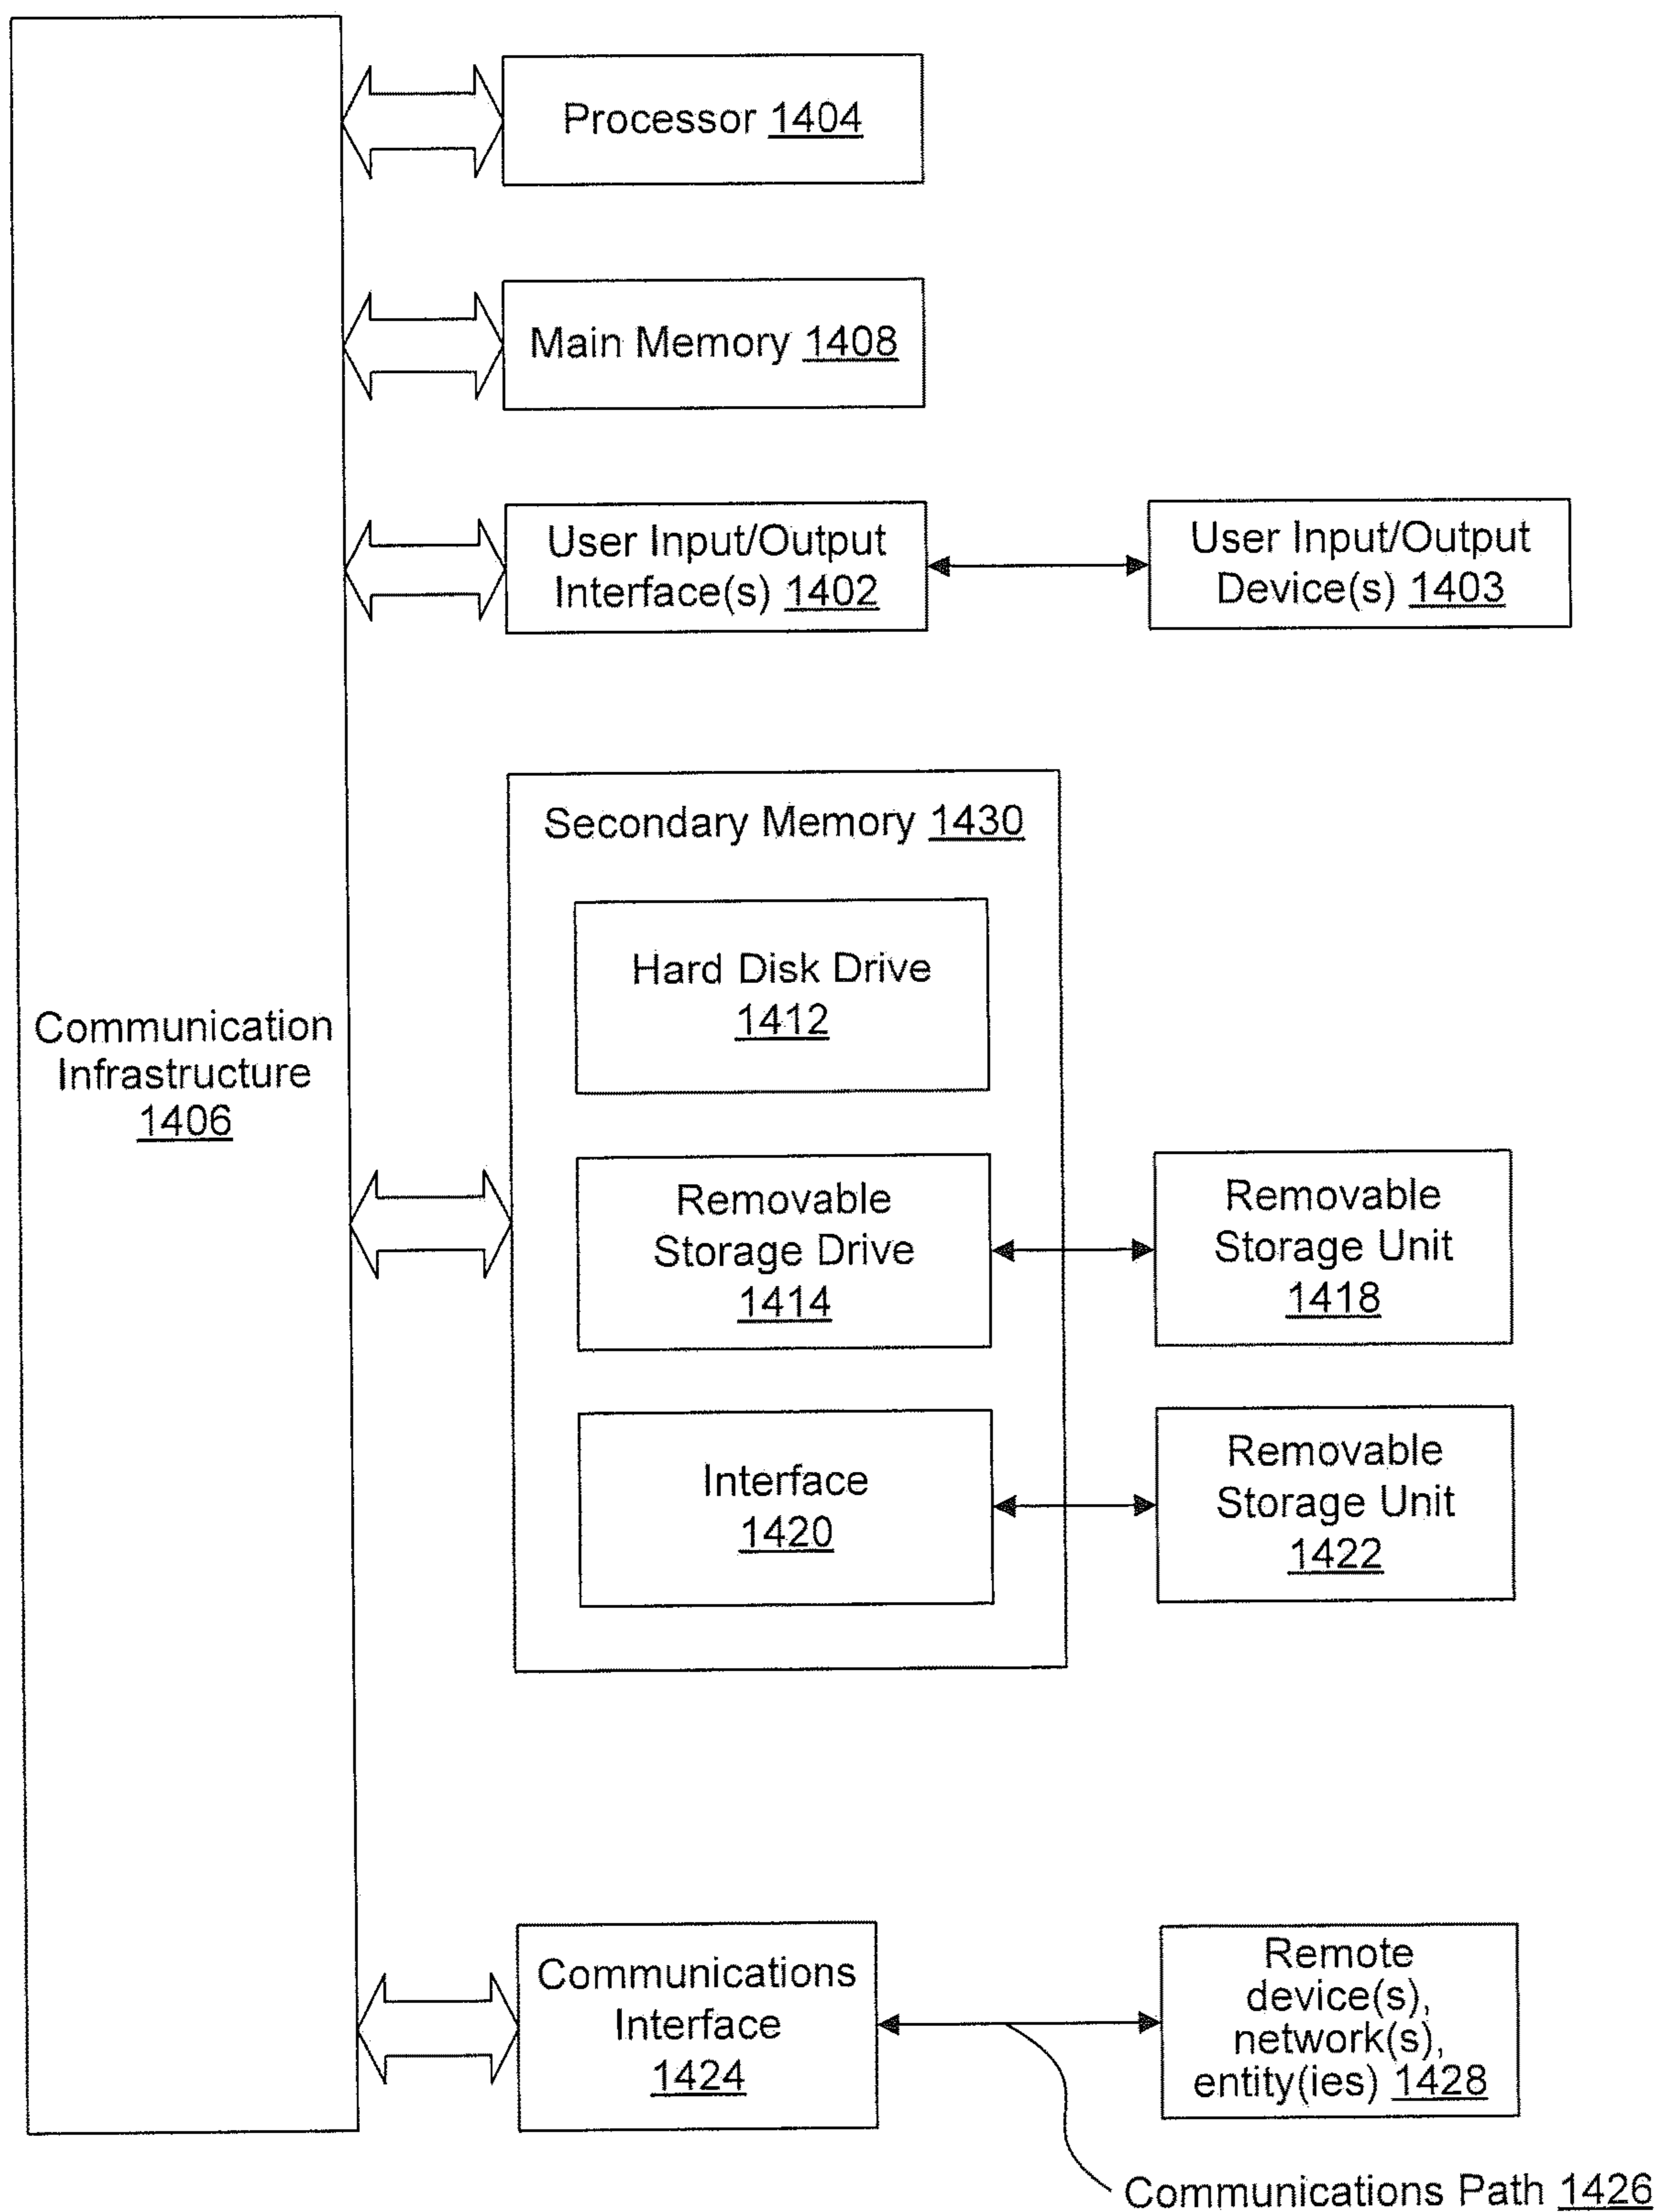 Processor 1404
Main Memory 1408
User Input/Output
Interface(s) 1402
User Input/Output
Device(s) 1403
Secondary Memory 1430
Hard Disk Drive
1412
Communication
Infrastructure
1406
Removable
Storage Drive
1414
Removable
Storage Unit
1418
Interface
1420
Removable
Storage Unit
1422
Communications
Interface
1424
Remote
device(s),
network(s),
entity(ies) 1428
Communications Path 1426